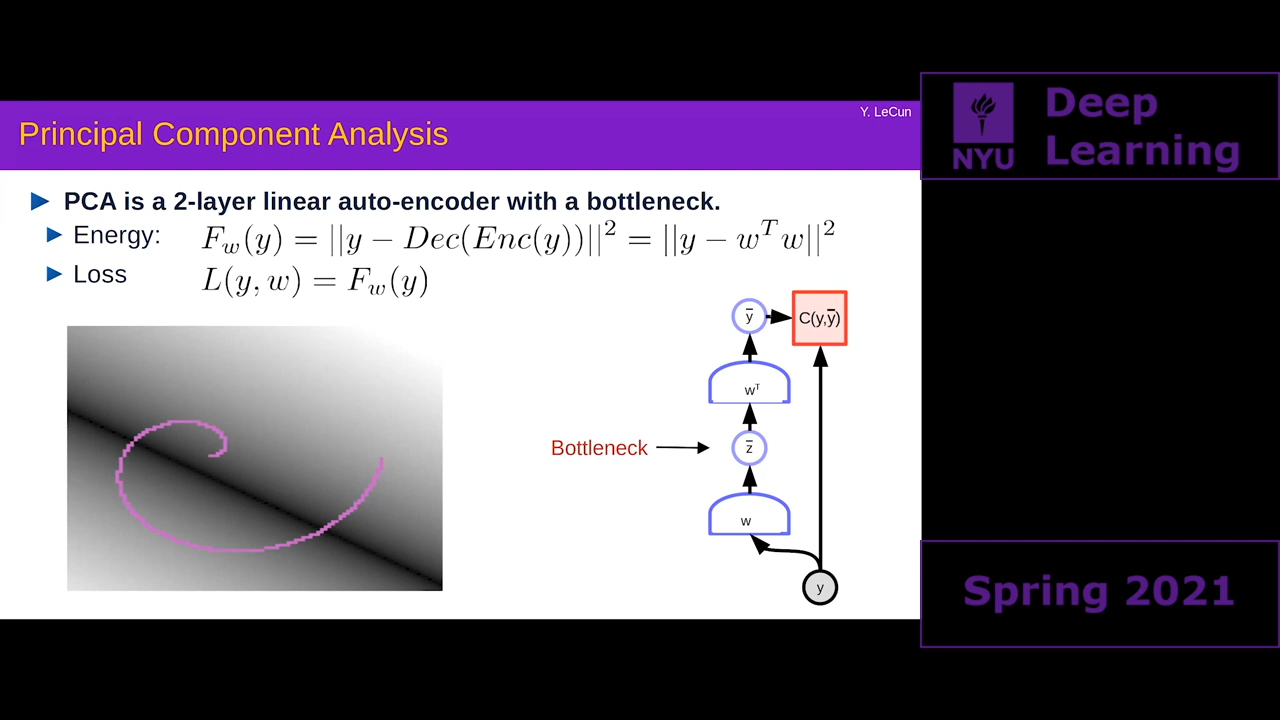 Y. LeCun
Principal Component Analysis
PCA is a 2-layer linear auto-encoder with a bottleneck.
Energy: F_w(y) = ||y − Dec(Enc(y))||² = ||y − w^T w||²
Loss L(y, w) = F_w(y)
ȳ
C(y,ȳ)
wᵀ
Bottleneck
z̄
w
y
NYU
Deep
Learning
Spring 2021